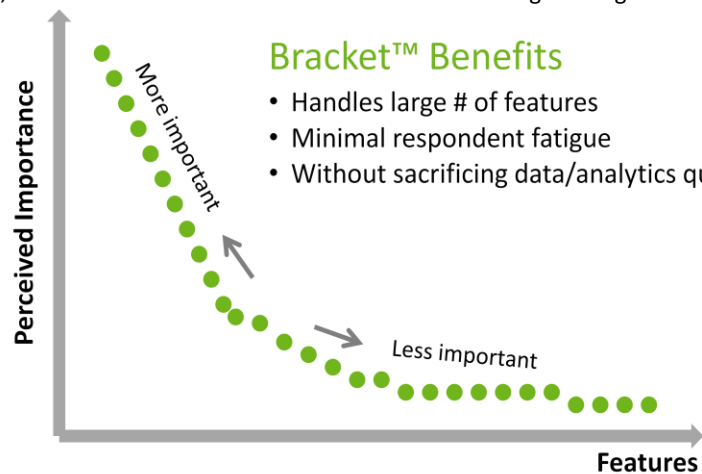 Bracket™ Benefits
• Handles large # of features
• Minimal respondent fatigue
• Without sacrificing data/analytics
More important
Less important
Perceived Importance
Features